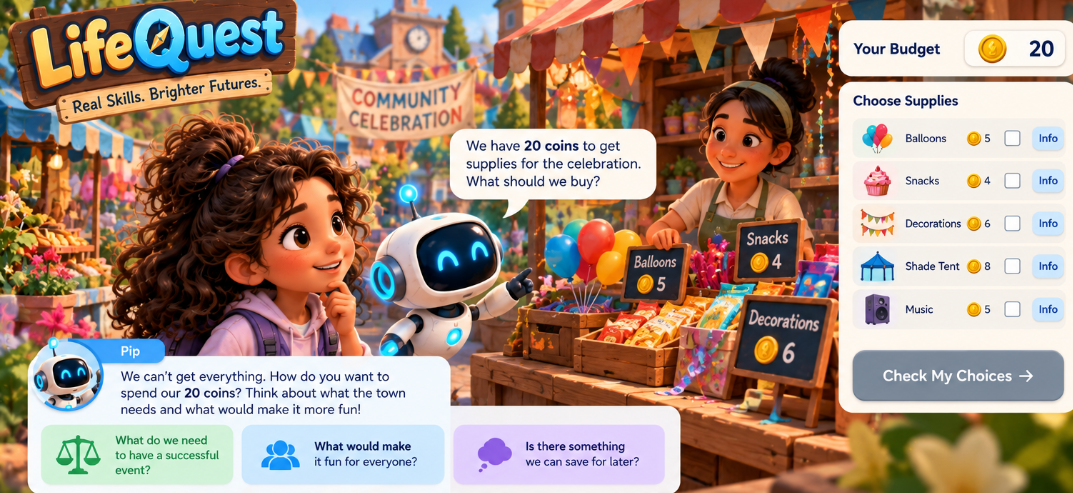 LifeQuest
Real Skills. Brighter Futures.
COMMUNITY
CELEBRATION
We have 20 coins to get
supplies for the celebration.
What should we buy?
Balloons
5
Snacks
4
Decorations
6
Your Budget
20
Choose Supplies
Balloons 5 Info
Snacks 4 Info
Decorations 6 Info
Shade Tent 8 Info
Music 5 Info
Check My Choices →
Pip
We can't get everything. How do you want to
spend our 20 coins? Think about what the town
needs and what would make it more fun!
What do we need
to have a successful
event?
What would make
it fun for everyone?
Is there something
we can save for later?